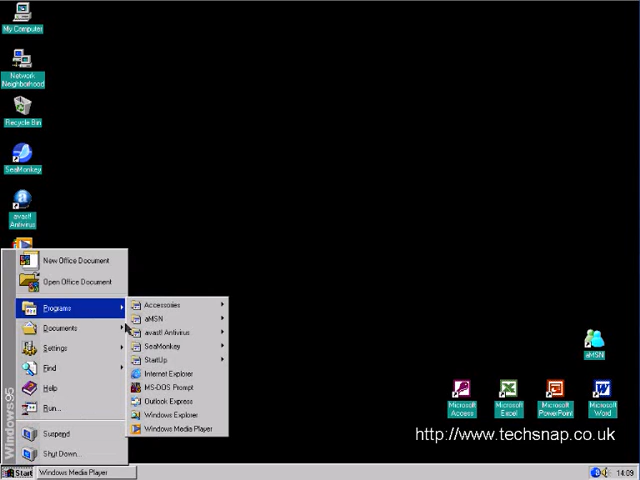 My Computer
Network
Neighborhood
Recycle Bin
SeaMonkey
avast!
Antivirus
New Office Document
Open Office Document
Programs
Documents
Settings
Find
Help
Run...
Suspend
Shut Down...
Windows95
Accessories
aMSN
avast! Antivirus
SeaMonkey
StartUp
Internet Explorer
MS-DOS Prompt
Outlook Express
Windows Explorer
Windows Media Player
aMSN
Microsoft
Access
Microsoft
Excel
Microsoft
PowerPoint
Microsoft
Word
http://www.techsnap.co.uk
Start
Windows Media Player
14:09